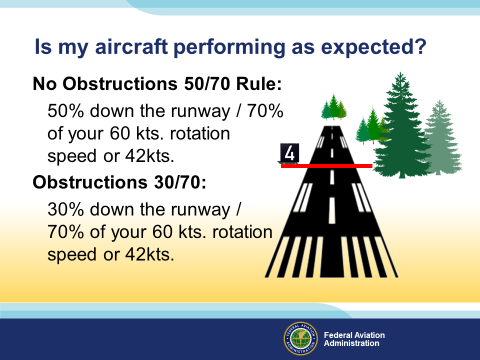 Is my aircraft performing as expected?
No Obstructions 50/70 Rule:
50% down the runway / 70%
of your 60 kts. rotation
speed or 42kts.
4
Obstructions 30/70:
30% down the runway /
70% of your 60 kts. rotation
speed or 42kts.
Federal Aviation
Administration